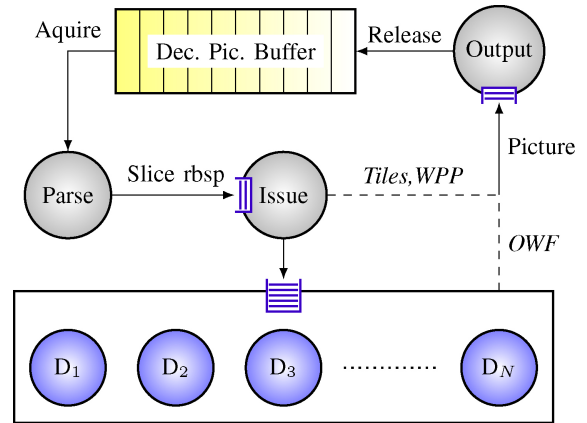 Aquire
Dec. Pic. Buffer
Release
Output
Picture
Parse
Slice rbsp
Issue
Tiles,WPP
OWF
D1
D2
D3
DN